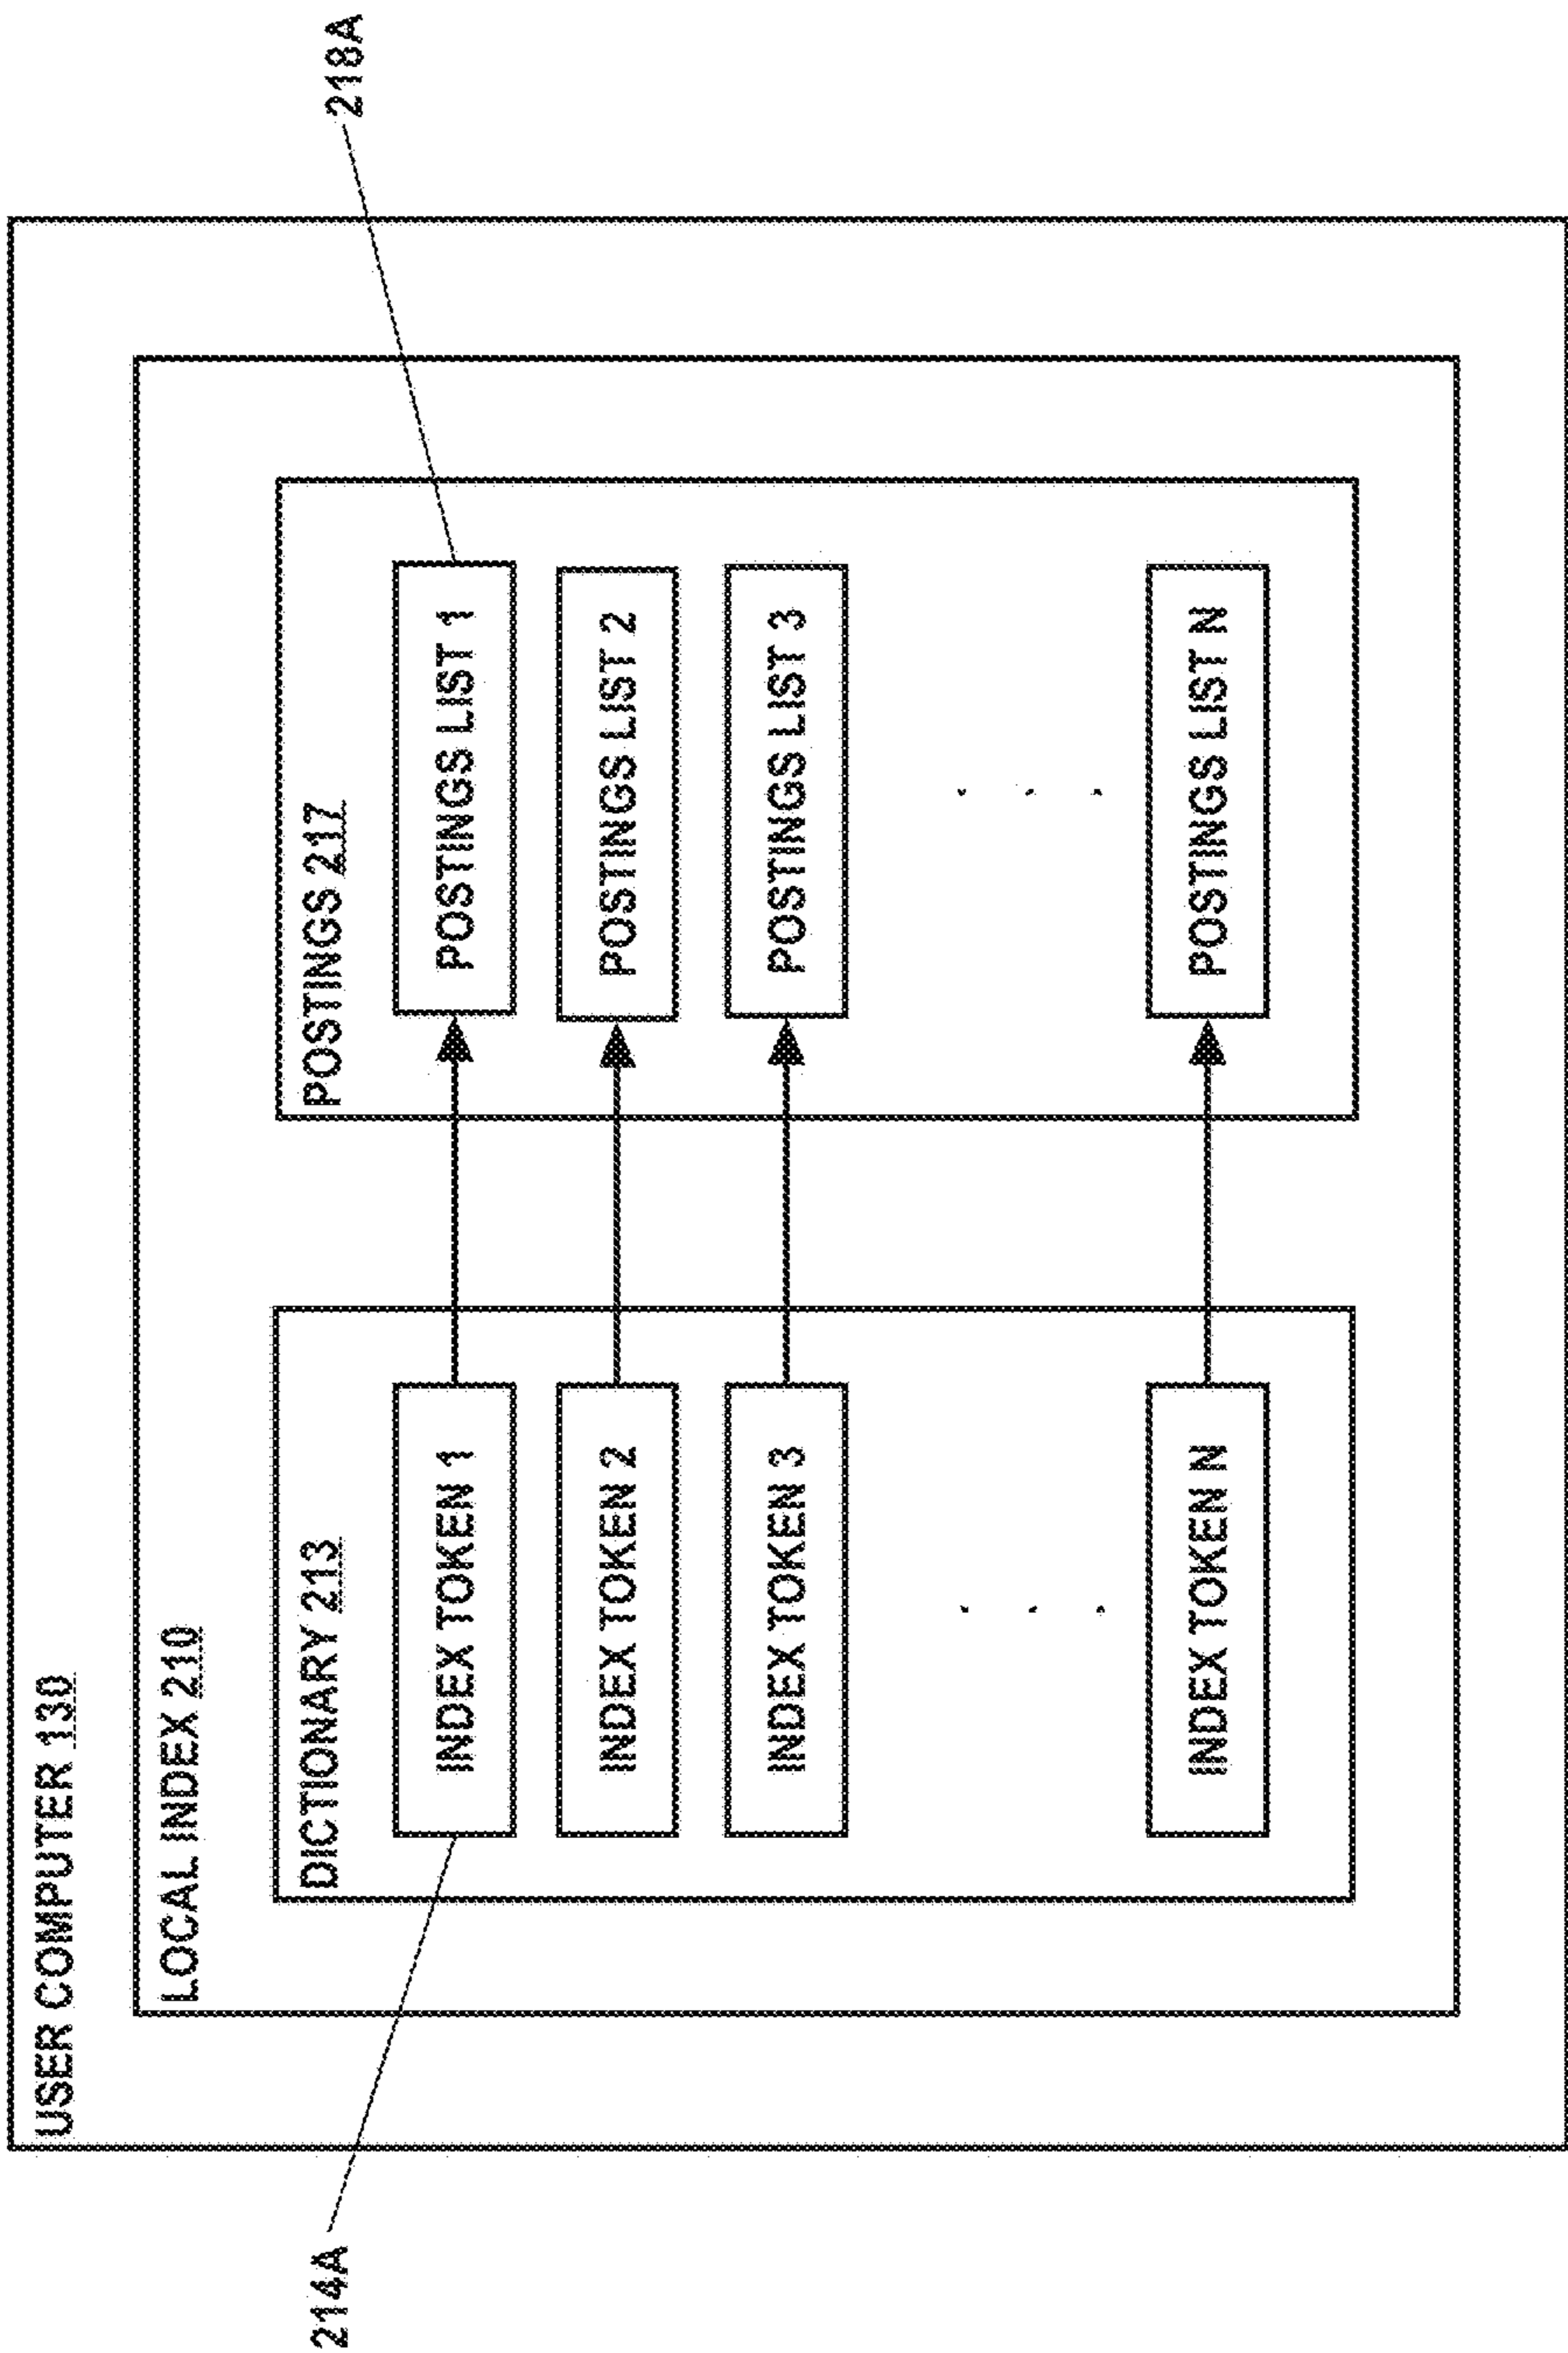 USER COMPUTER 130
LOCAL INDEX 210
DICTIONARY 213
POSTINGS 217
214A
218A
INDEX TOKEN 1
POSTINGS LIST 1
INDEX TOKEN 2
POSTINGS LIST 2
INDEX TOKEN 3
POSTINGS LIST 3
. . .
. . .
INDEX TOKEN N
POSTINGS LIST N